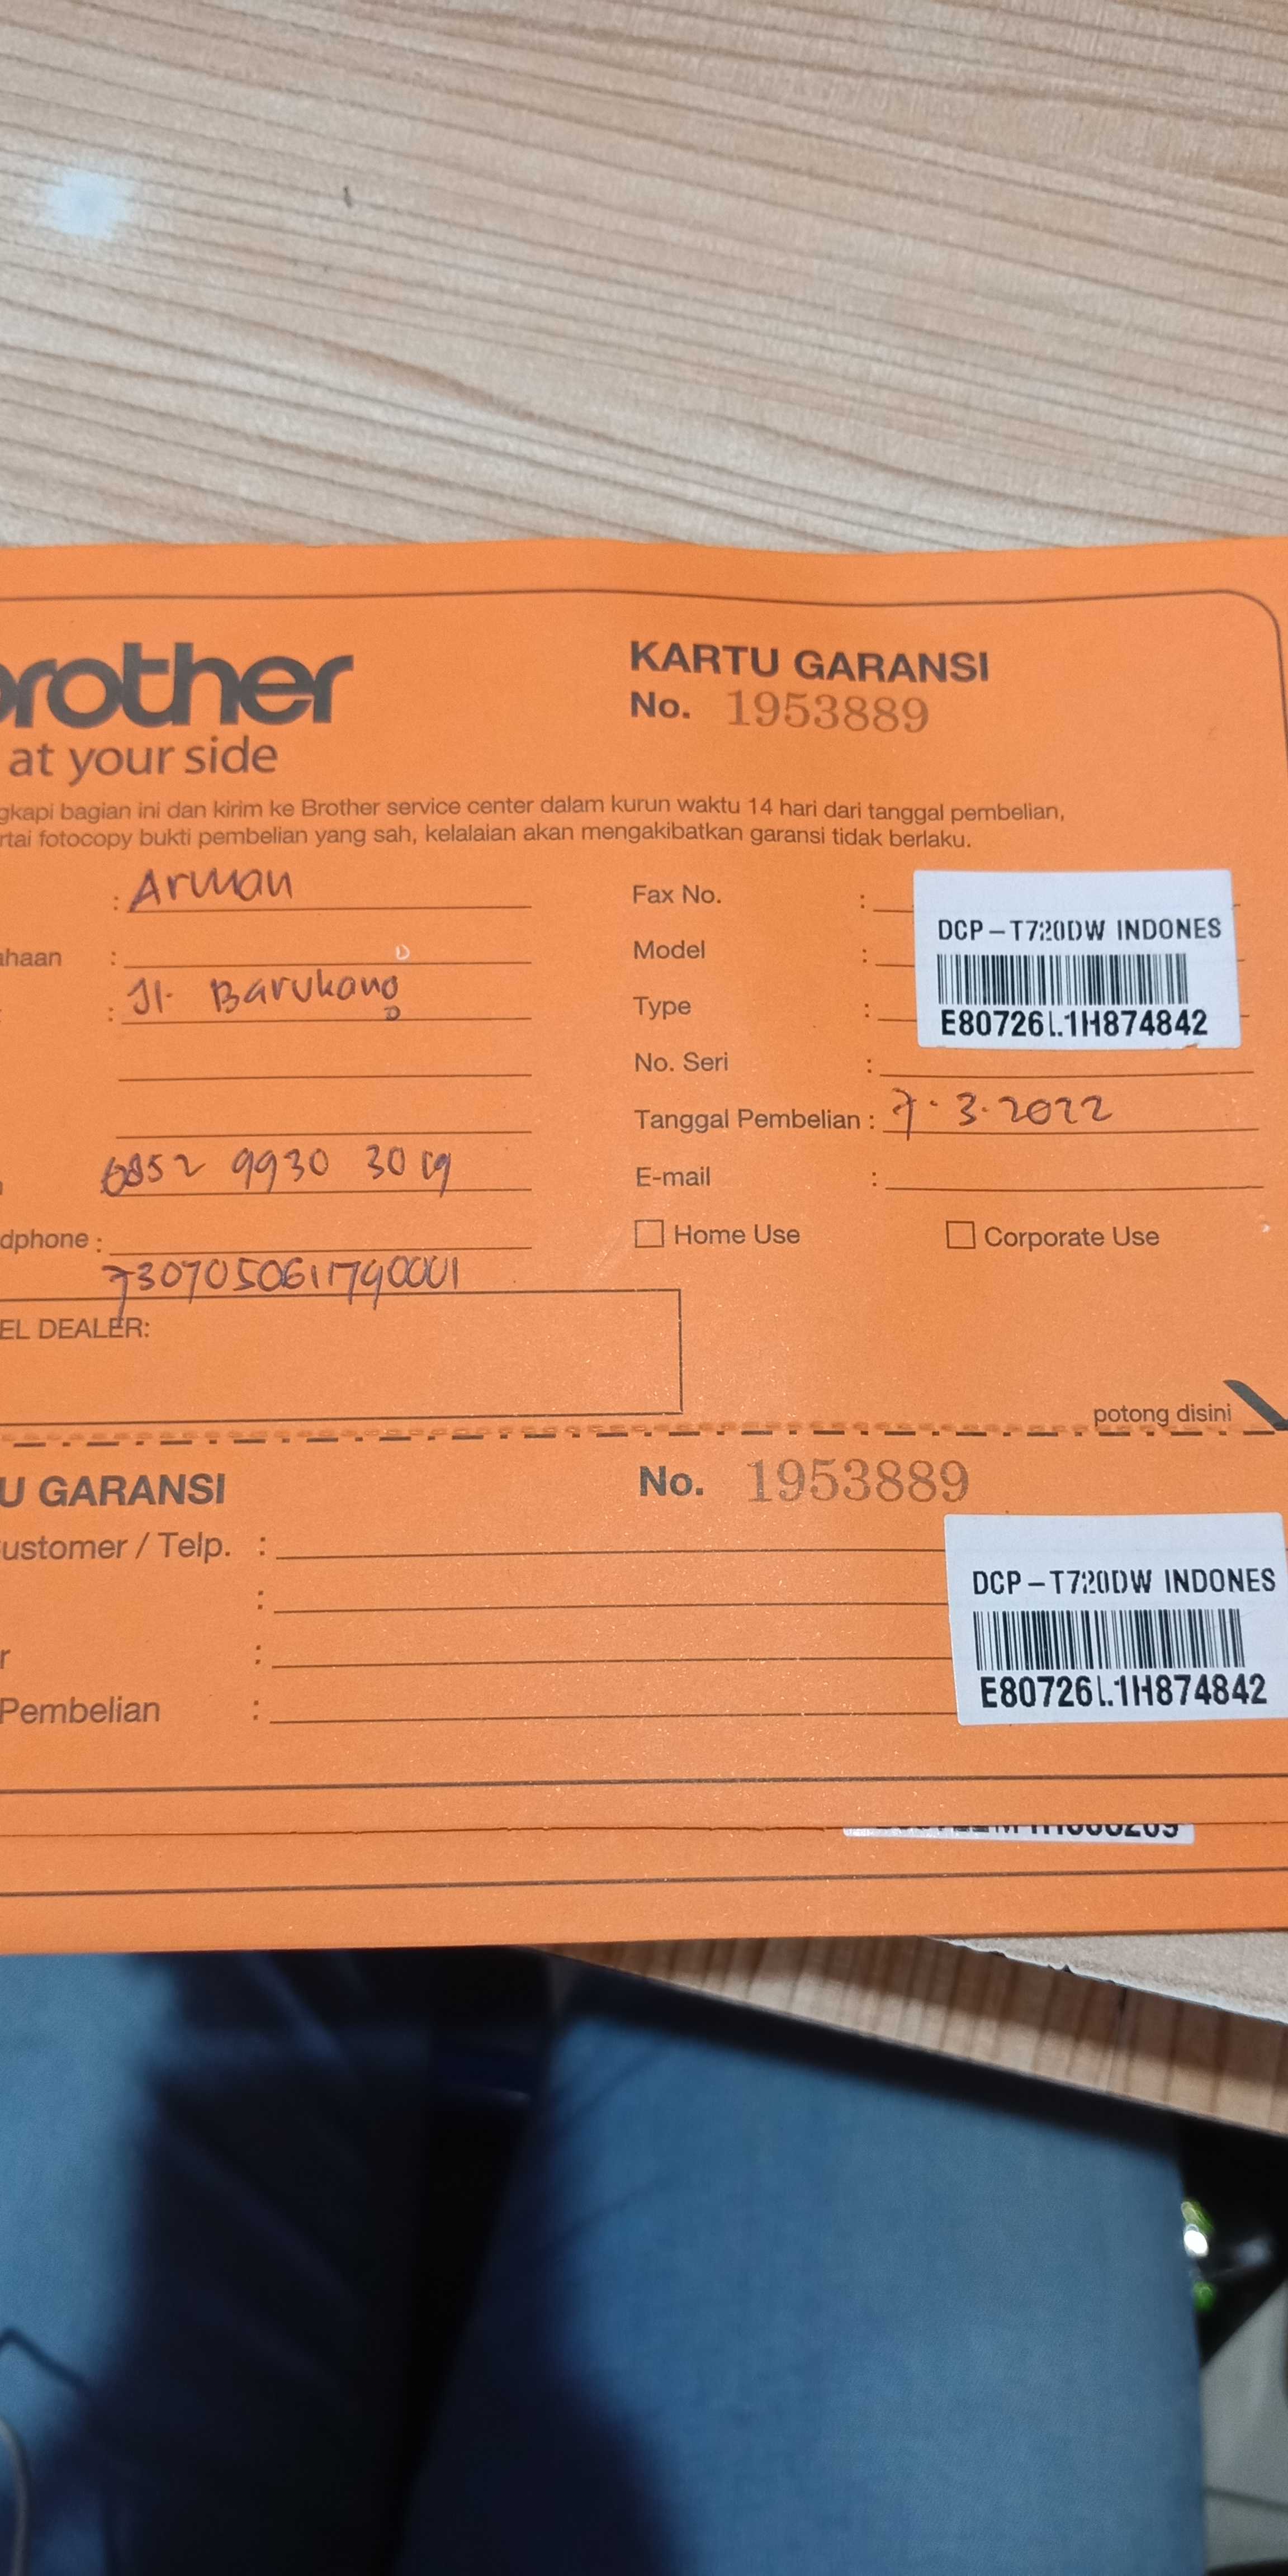 brother
at your side
KARTU GARANSI
No. 1953889
gkapi bagian ini dan kirim ke Brother service center dalam kurun waktu 14 hari dari tanggal pembelian,
rtai fotocopy bukti pembelian yang sah, kelalaian akan mengakibatkan garansi tidak berlaku.
: Arman
ahaan :
: Jl. Barukang
0852 9930 3019
dphone :
7307050611790001
EL DEALER:
Fax No. :
Model :
Type :
No. Seri :
DCP-T720DW INDONES
E80726L1H874842
Tanggal Pembelian : 7.3.2022
E-mail :
Home Use
Corporate Use
potong disini
U GARANSI
No. 1953889
ustomer / Telp. :
:
r :
Pembelian :
DCP-T720DW INDONES
E80726L1H874842